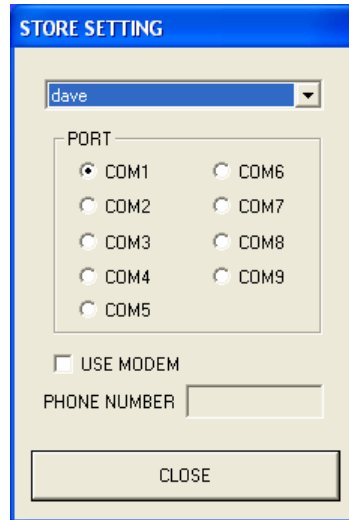 STORE SETTING
dave
PORT
COM1
COM6
COM2
COM7
COM3
COM8
COM4
COM9
COM5
USE MODEM
PHONE NUMBER
CLOSE